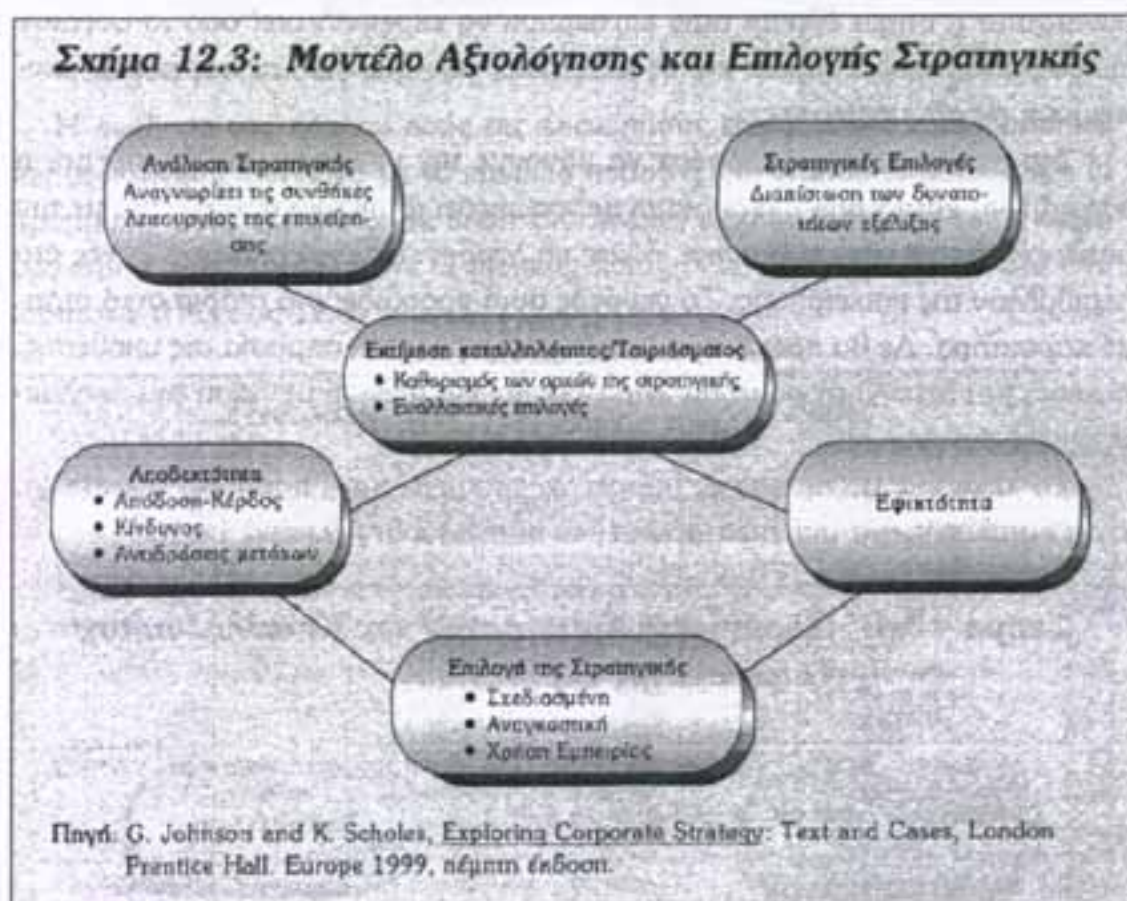 Σχήμα 12.3: Μοντέλο Αξιολόγησης και Επιλογής Στρατηγικής
Ανάλυση Στρατηγικής
Αναγνωρίζει τις συνθήκες
λειτουργίας της επιχείρη-
σης
Στρατηγικές Επιλογές
Διαπίστωση των δυνατο-
τήτων εξέλιξης
Εκτίμηση καταλληλότητες/Ταιριάσματος
• Καθορισμός των αρχών της στρατηγικής
• Εναλλακτικές επιλογές
Αποδεκτότητα
• Απόδοση-Κέρδος
• Κίνδυνος
• Αντιδράσεις μετόχων
Εφικτότητα
Επιλογή της Στρατηγικής
• Σχεδιασμένη
• Αναγκαστική
• Χρήση Εμπειρίας
Πηγή: G. Johnson and K. Scholes, Exploring Corporate Strategy: Text and Cases, London
Prentice Hall. Europe 1999, πέμπτη έκδοση.